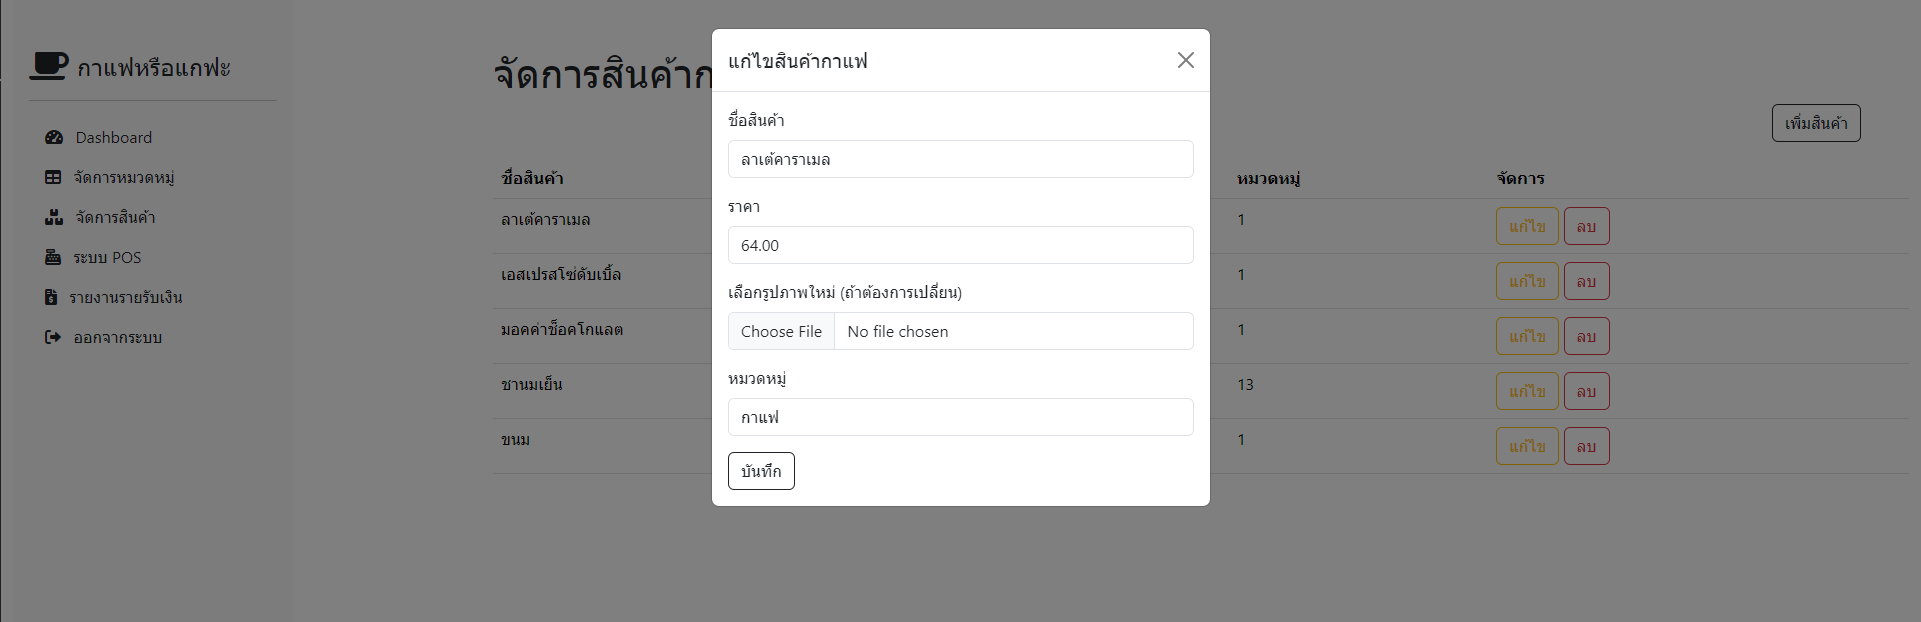 กาแฟหรือแกฟะ
Dashboard
จัดการหมวดหมู่
จัดการสินค้า
ระบบ POS
รายงานรายรับเงิน
ออกจากระบบ
จัดการสินค้าก
เพิ่มสินค้า
ชื่อสินค้า หมวดหมู่ จัดการ
ลาเต้คาราเมล 1 แก้ไข ลบ
เอสเปรสโซ่ดับเบิ้ล 1 แก้ไข ลบ
มอคค่าช็อคโกแลต 1 แก้ไข ลบ
ชานมเย็น 13 แก้ไข ลบ
ขนม 1 แก้ไข ลบ
แก้ไขสินค้ากาแฟ
ชื่อสินค้า
ลาเต้คาราเมล
ราคา
64.00
เลือกรูปภาพใหม่ (ถ้าต้องการเปลี่ยน)
Choose File No file chosen
หมวดหมู่
กาแฟ
บันทึก